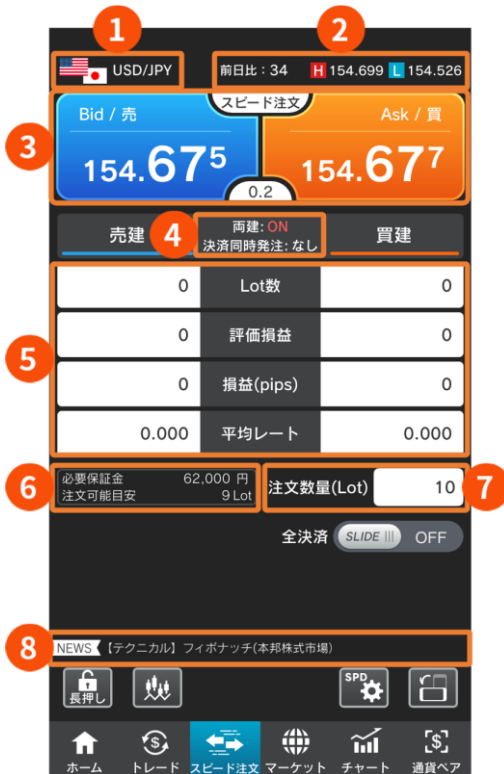 1
2
USD/JPY
前日比：34 H 154.699 L 154.526
3
スピード注文
Bid / 売
Ask / 買
154.675
154.677
0.2
売建
4
両建: ON
決済同時発注: なし
買建
5
0 Lot数 0
0 評価損益 0
0 損益(pips) 0
0.000 平均レート 0.000
6
必要保証金 62,000 円
注文可能目安 9 Lot
注文数量(Lot) 10
7
全決済 SLIDE OFF
8
NEWS 【テクニカル】フィボナッチ(本邦株式市場)
長押し
SPD
ホーム トレード スピード注文 マーケット チャート 通貨ペア